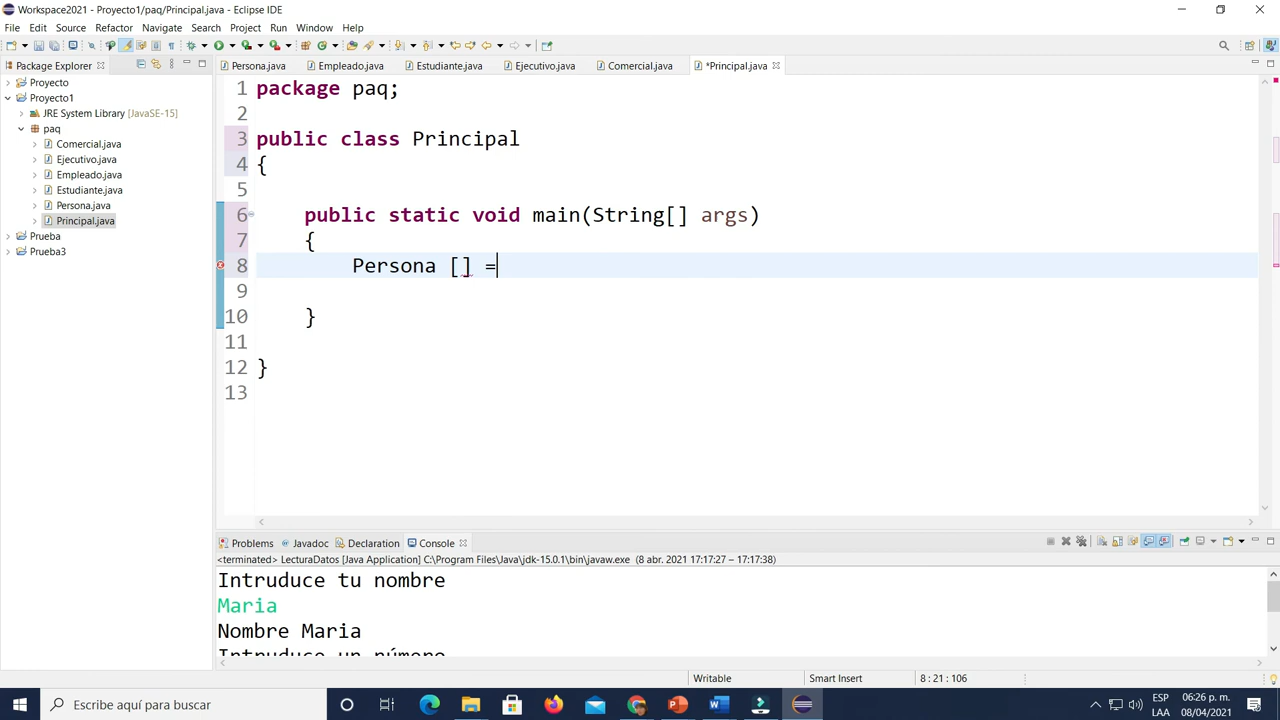 Workspace2021 - Proyecto1/paq/Principal.java - Eclipse IDE
File Edit Source Refactor Navigate Search Project Run Window Help
Package Explorer
Persona.java Empleado.java Estudiante.java Ejecutivo.java Comercial.java *Principal.java
Proyecto
Proyecto1
JRE System Library [JavaSE-15]
paq
Comercial.java
Ejecutivo.java
Empleado.java
Estudiante.java
Persona.java
Principal.java
Prueba
Prueba3
1 package paq;
2
3 public class Principal
4 {
5
6 public static void main(String[] args)
7 {
8 Persona [] =
9
10 }
11
12 }
13
Problems Javadoc Declaration Console
<terminated> LecturaDatos [Java Application] C:\Program Files\Java\jdk-15.0.1\bin\javaw.exe (8 abr. 2021 17:17:27 – 17:17:38)
Intruduce tu nombre
Maria
Nombre Maria
Intruduce un número
Writable Smart Insert 8 : 21 : 106
Escribe aquí para buscar
ESP
LAA
06:26 p. m.
08/04/2021